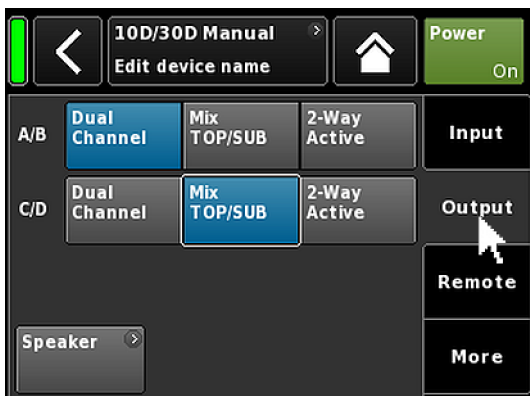 10D/30D Manual
Edit device name
Power
On
A/B
Dual
Channel
Mix
TOP/SUB
2-Way
Active
Input
C/D
Dual
Channel
Mix
TOP/SUB
2-Way
Active
Output
Remote
Speaker
More